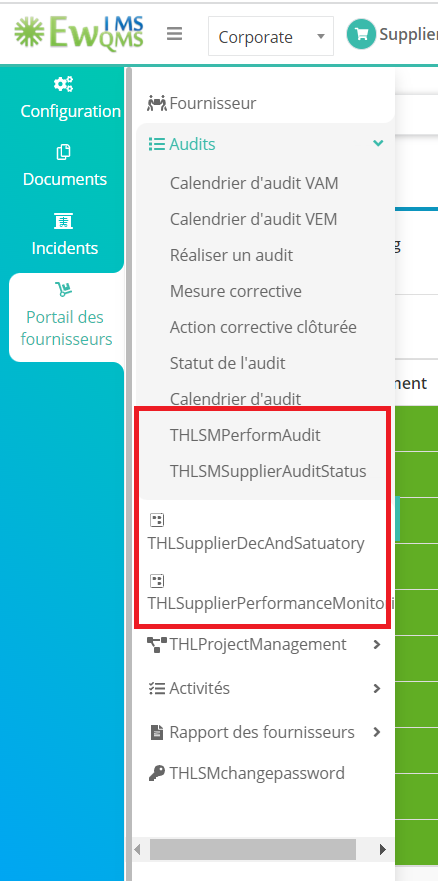 EwQMS IMS
Corporate
Supplier
Configuration
Documents
Incidents
Portail des
fournisseurs
Fournisseur
Audits
Calendrier d'audit VAM
Calendrier d'audit VEM
Réaliser un audit
Mesure corrective
Action corrective clôturée
Statut de l'audit
Calendrier d'audit
THLSMPerformAudit
THLSMSupplierAuditStatus
THLSupplierDecAndSatuatory
THLSupplierPerformanceMonitori
THLProjectManagement
Activités
Rapport des fournisseurs
THLSMchangepassword
g
ment